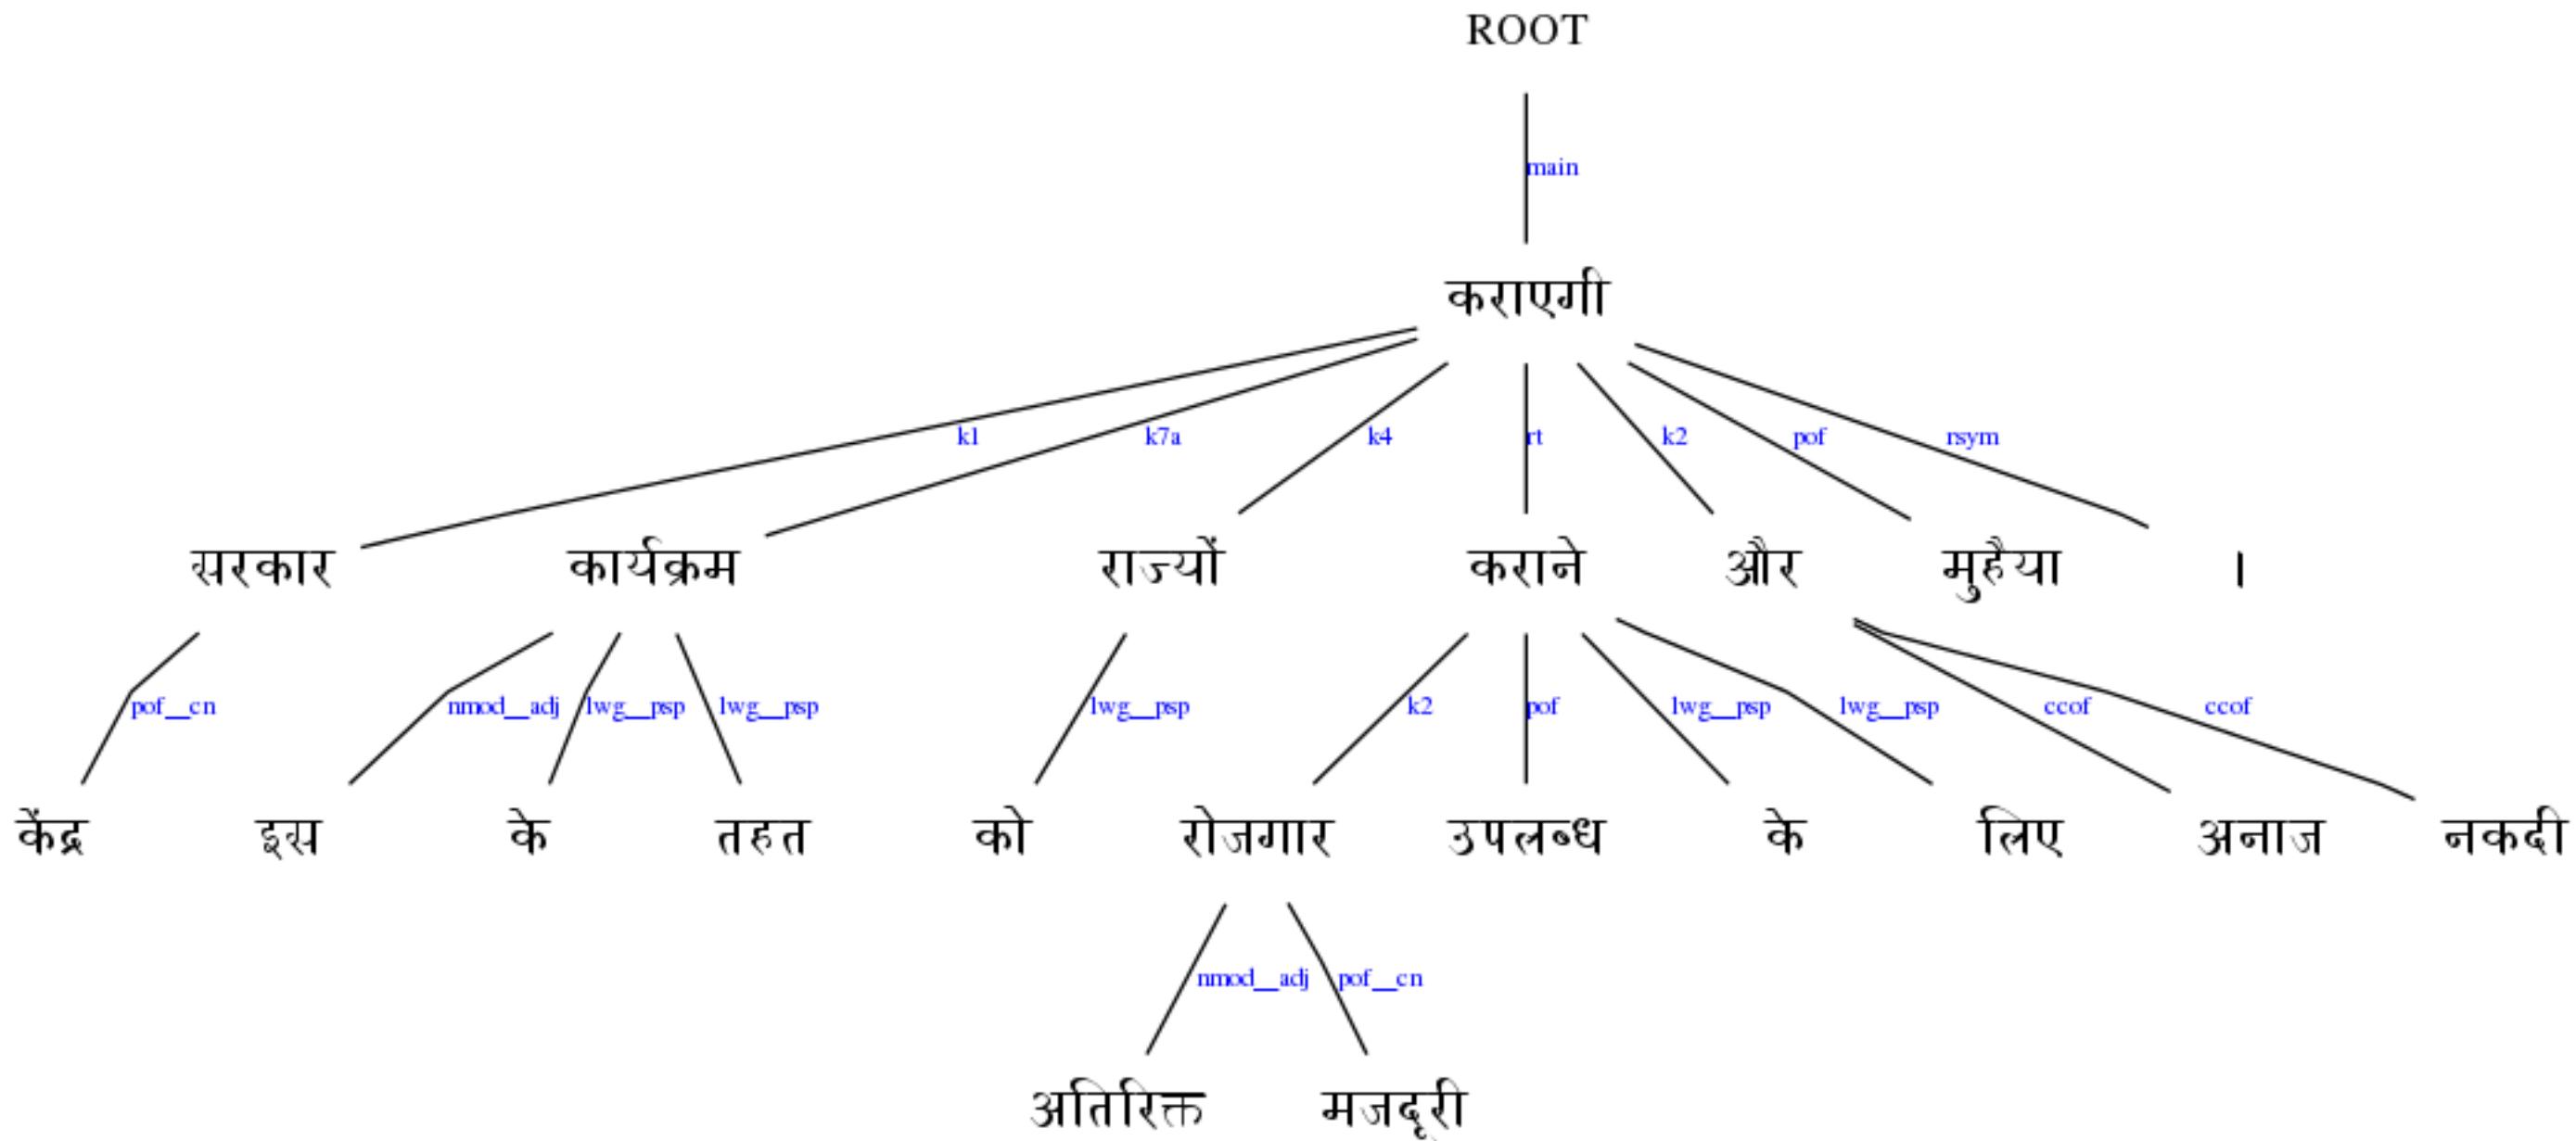 ROOT
main
कराएगी
k1 k7a k4 rt k2 pof rsym
सरकार कार्यक्रम राज्यों कराने और मुहैया ।
pof__cn nmod__adj lwg__psp lwg__psp lwg__psp k2 pof lwg__psp lwg__psp ccof ccof
केंद्र इस के तहत को रोजगार उपलब्ध के लिए अनाज नकदी
nmod__adj pof__cn
अतिरिक्त मजदूरी